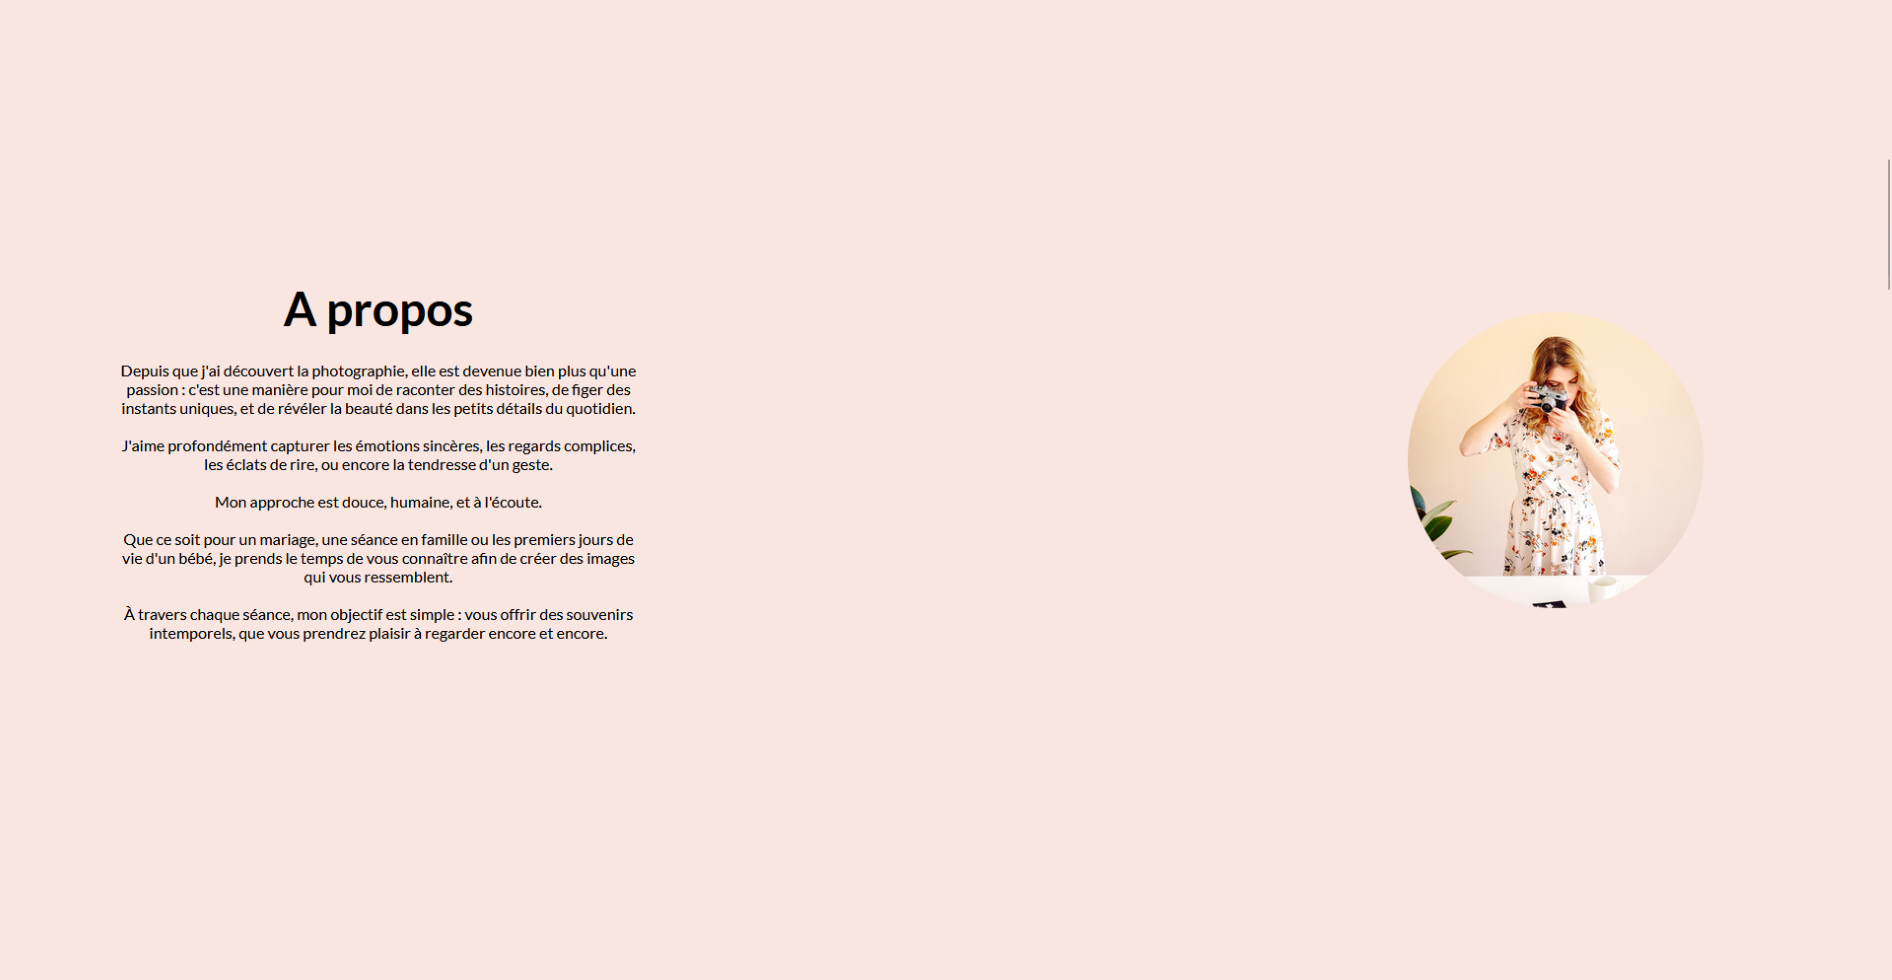 A propos
Depuis que j'ai découvert la photographie, elle est devenue bien plus qu'une
passion : c'est une manière pour moi de raconter des histoires, de figer des
instants uniques, et de révéler la beauté dans les petits détails du quotidien.
J'aime profondément capturer les émotions sincères, les regards complices,
les éclats de rire, ou encore la tendresse d'un geste.
Mon approche est douce, humaine, et à l'écoute.
Que ce soit pour un mariage, une séance en famille ou les premiers jours de
vie d'un bébé, je prends le temps de vous connaître afin de créer des images
qui vous ressemblent.
À travers chaque séance, mon objectif est simple : vous offrir des souvenirs
intemporels, que vous prendrez plaisir à regarder encore et encore.